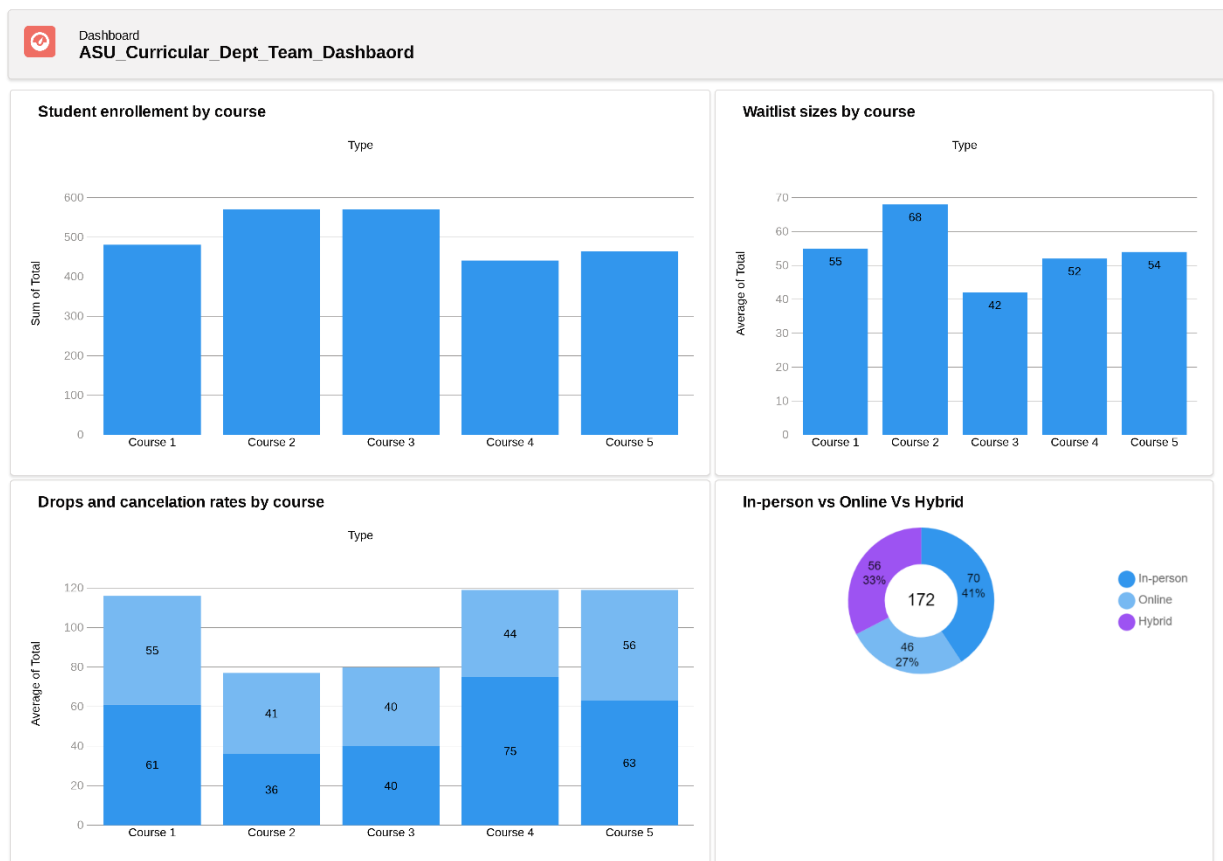 Dashboard
ASU_Curricular_Dept_Team_Dashbaord
Student enrollement by course
Type
Sum of Total
600
500
400
300
200
100
0
Course 1 Course 2 Course 3 Course 4 Course 5
Waitlist sizes by course
Type
Average of Total
70
60
50
40
30
20
10
0
55 68 42 52 54
Course 1 Course 2 Course 3 Course 4 Course 5
Drops and cancelation rates by course
Type
Average of Total
120
100
80
60
40
20
0
55 41 40 44 56
61 36 40 75 63
Course 1 Course 2 Course 3 Course 4 Course 5
In-person vs Online Vs Hybrid
56
33%
70
41%
172
46
27%
In-person
Online
Hybrid